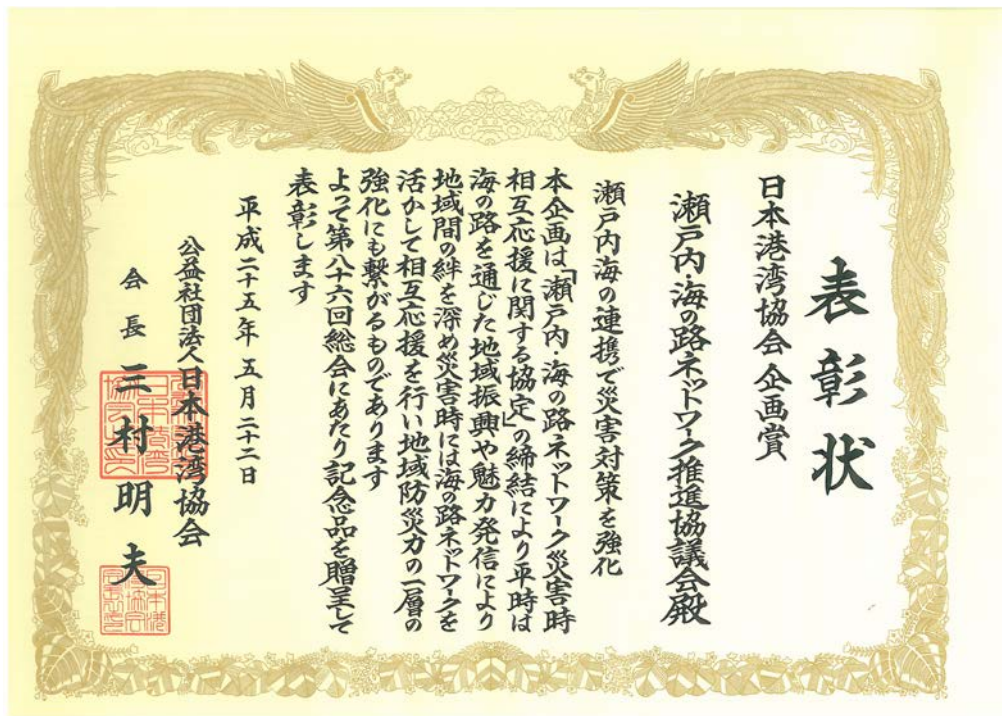 表彰状
日本港湾協会企画賞
瀬戸内・海の路ネットワーク推進協議会殿
瀬戸内海の連携で災害対策を強化
本企画は「瀬戸内・海の路ネットワーク災害時
相互応援に関する協定」の締結により平時は
海の路を通じた地域振興や魅力発信により
地域間の絆を深め災害時には海の路ネットワークを
活かして相互応援を行い地域防災力の一層の
強化にも繋がるものであります
よって第八十六回総会にあたり記念品を贈呈して
表彰します
平成二十五年 五月二十二日
公益社団法人日本港湾協会
会長 三村明夫